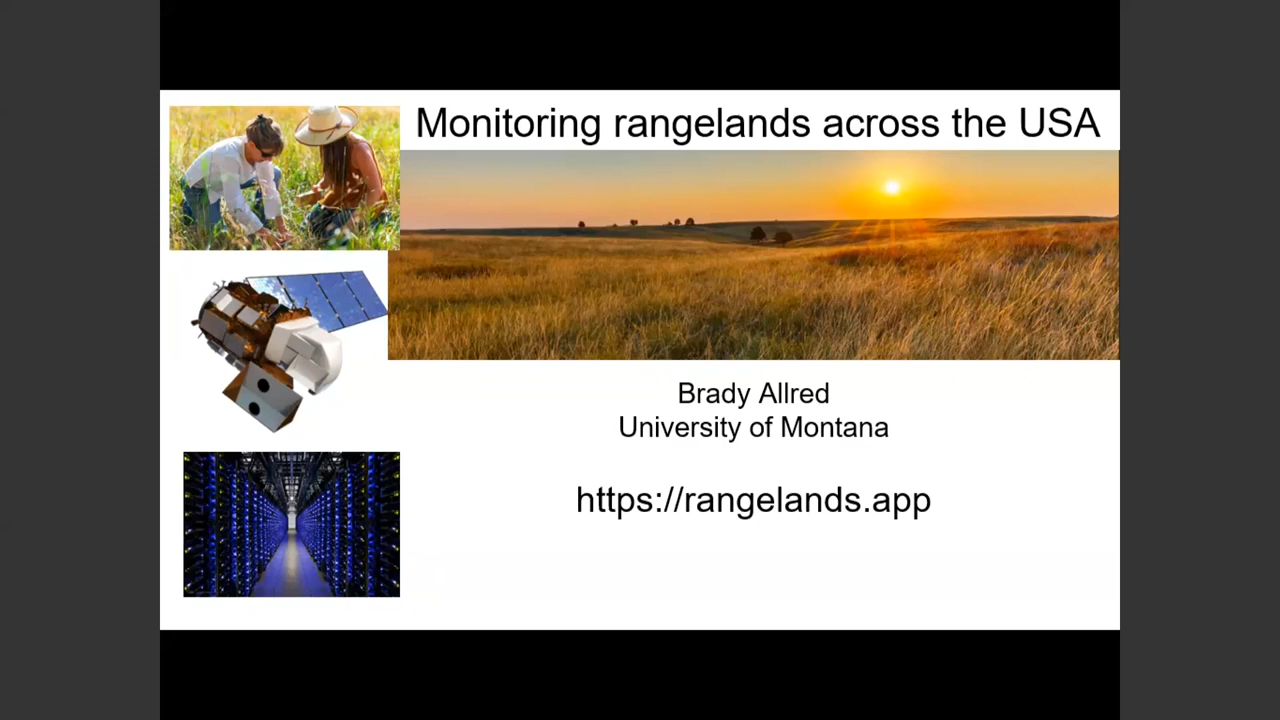 Monitoring rangelands across the USA
Brady Allred
University of Montana
https://rangelands.app